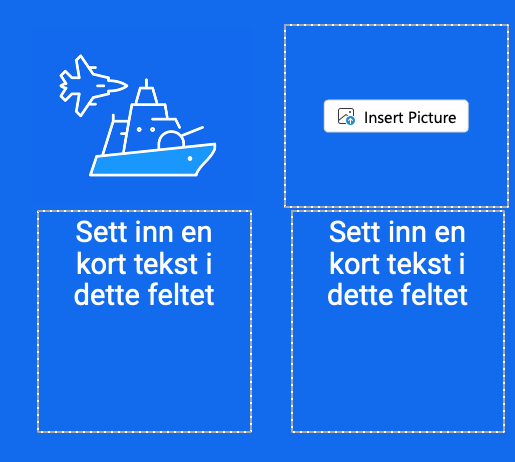 Insert Picture
Sett inn en
kort tekst i
dette feltet
Sett inn en
kort tekst i
dette feltet